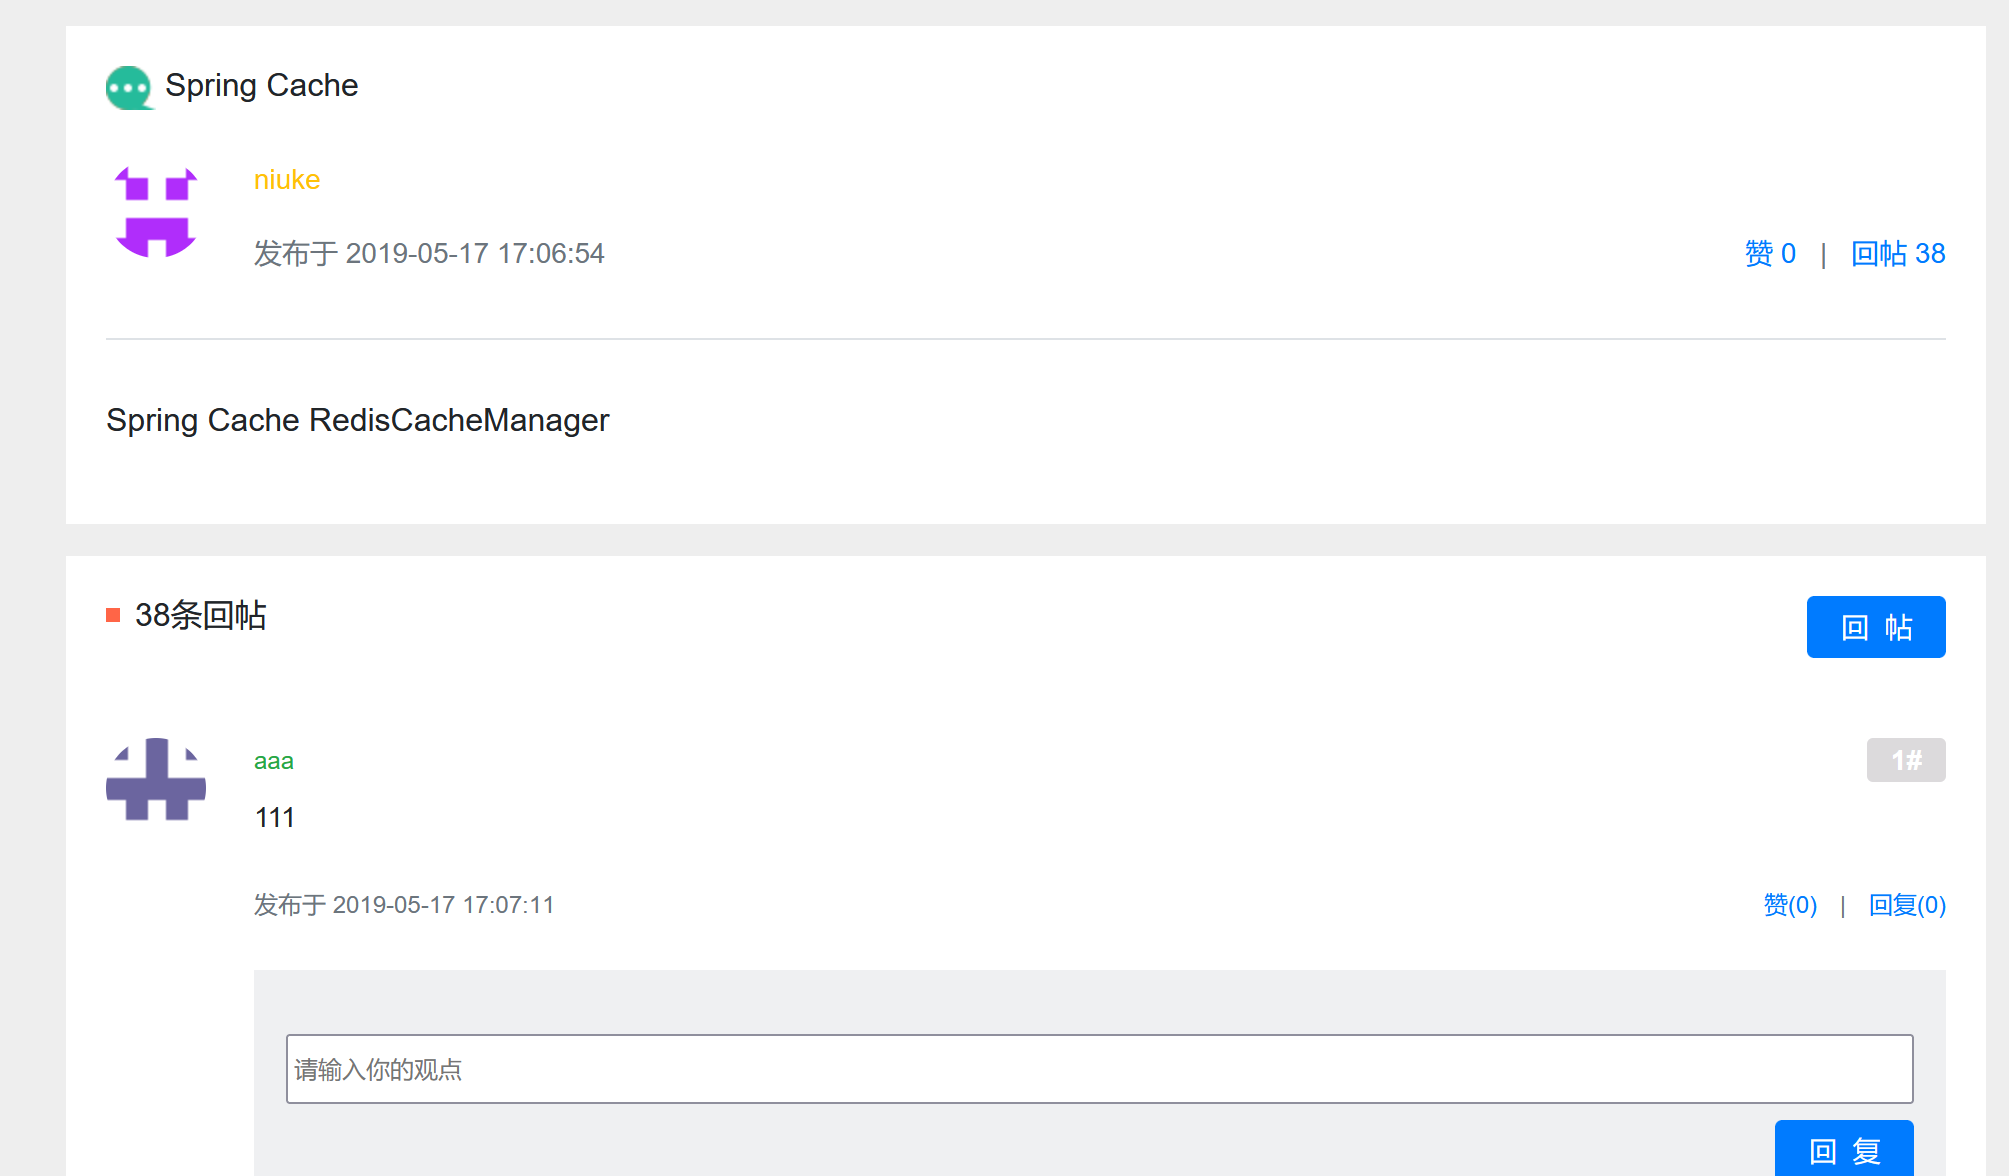 Spring Cache
niuke
发布于 2019-05-17 17:06:54
赞 0 | 回帖 38
Spring Cache RedisCacheManager
38条回帖
回 帖
aaa
1#
111
发布于 2019-05-17 17:07:11
赞(0) | 回复(0)
请输入你的观点
回 复